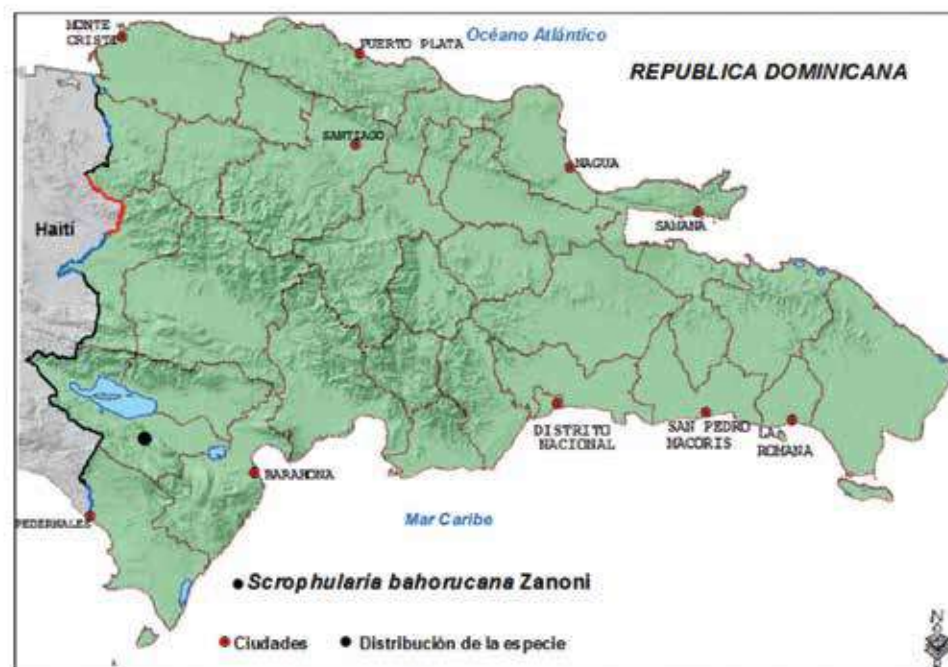 MONTE
CRISTI
PUERTO PLATA
Océano Atlántico
REPUBLICA DOMINICANA
SANTIAGO
NAGUA
SAMANA
Haití
DISTRITO
NACIONAL
SAN PEDRO
MACORIS
LA
ROMANA
BARAHONA
PEDERNALES
Mar Caribe
Scrophularia bahorucana Zanoni
Ciudades
Distribución de la especie